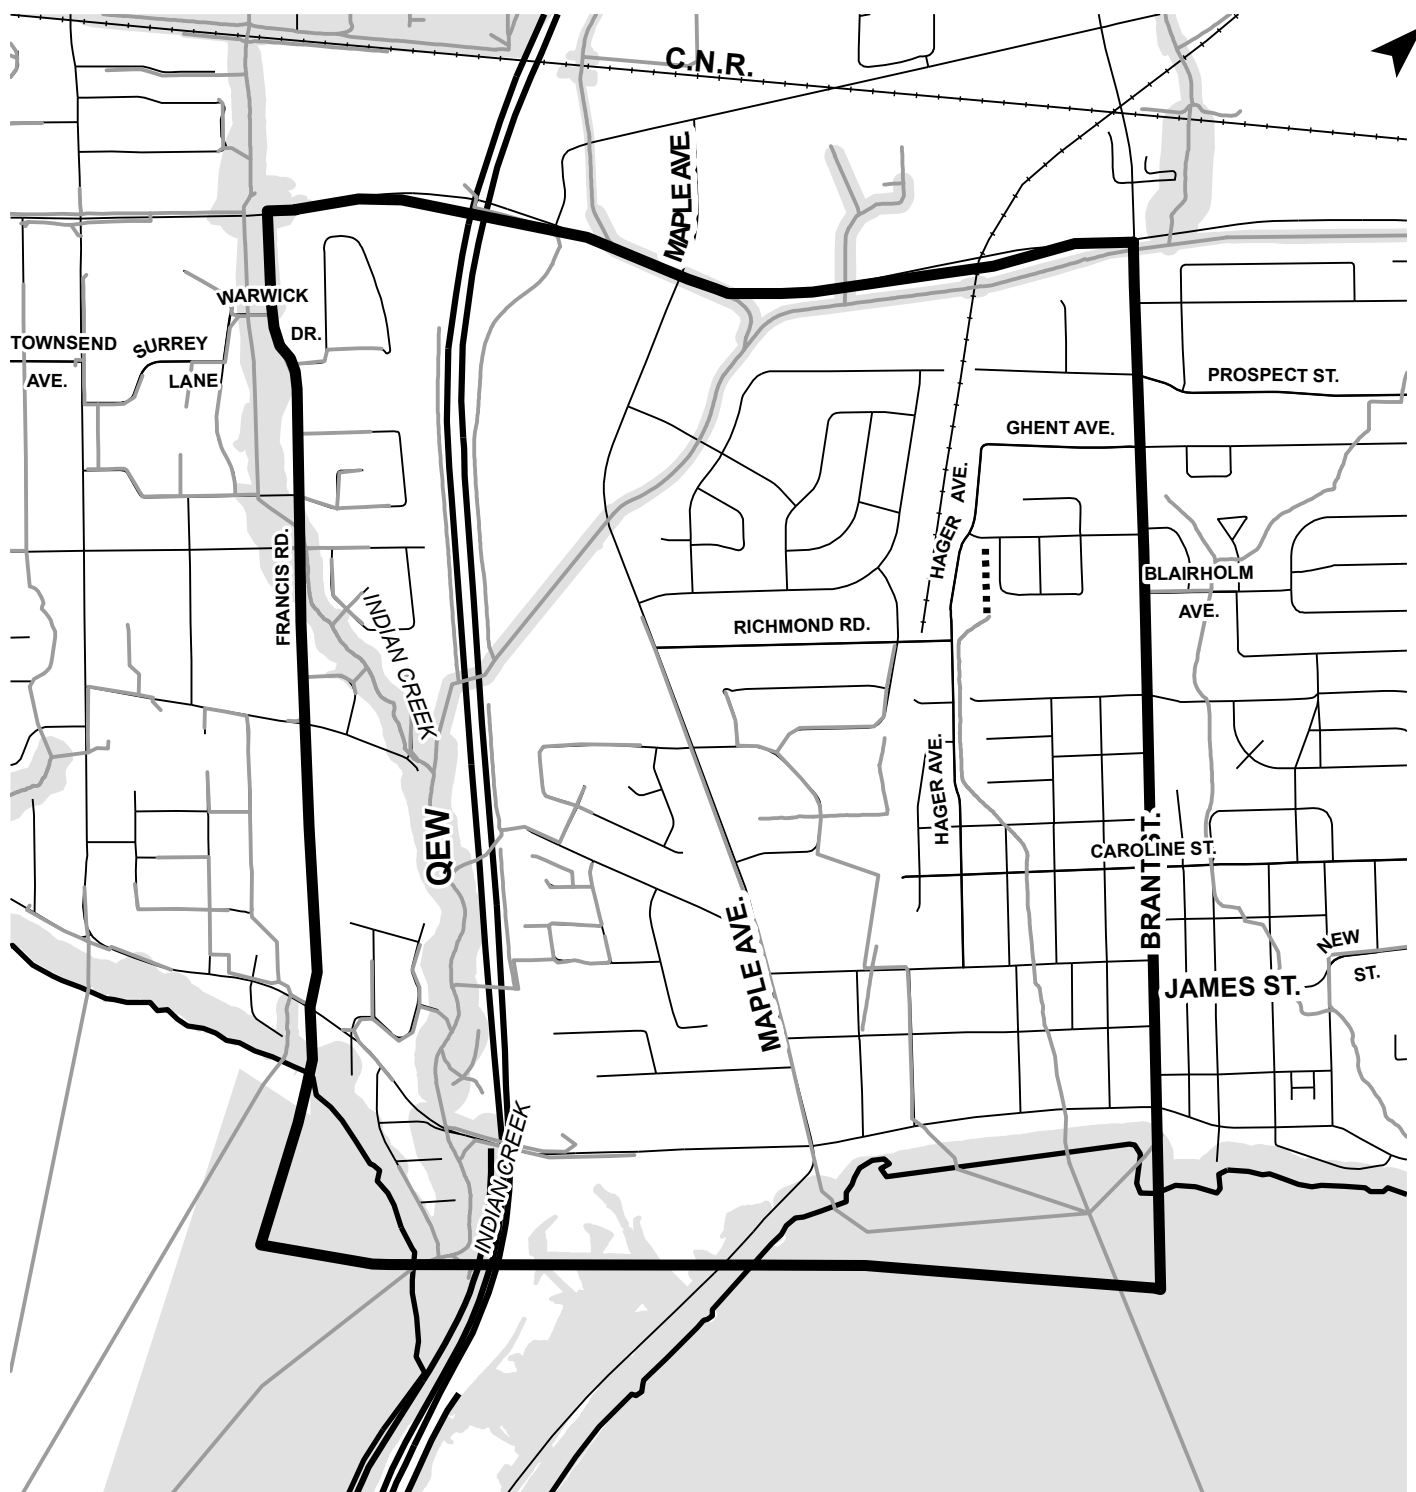 C.N.R.
MAPLE AVE.
WARWICK
DR.
TOWNSEND
AVE.
SURREY
LANE
PROSPECT ST.
GHENT AVE.
HAGER AVE.
FRANCIS RD.
INDIAN CREEK
BLAIRHOLM
AVE.
RICHMOND RD.
HAGER AVE.
QEW
CAROLINE ST.
BRANT ST.
MAPLE AVE.
NEW
ST.
JAMES ST.
INDIAN CREEK